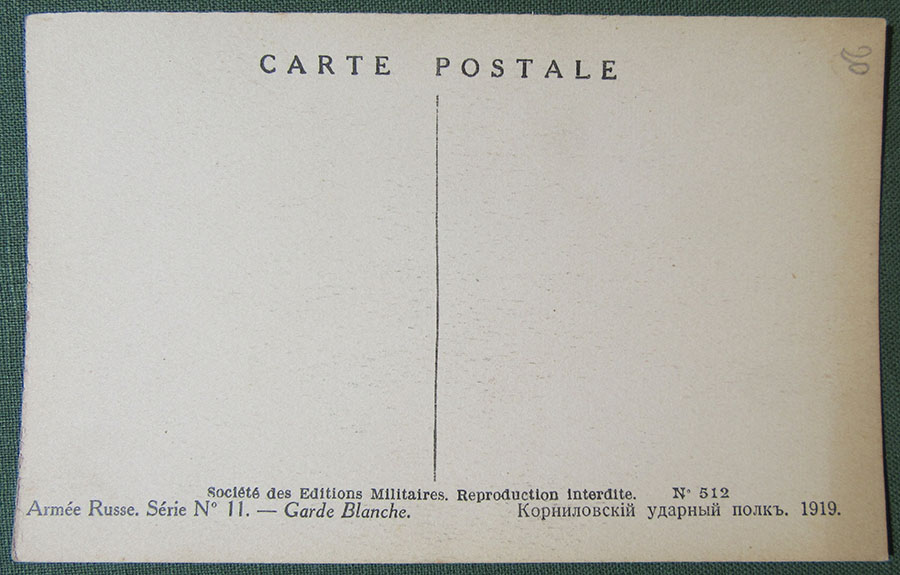 CARTE POSTALE
Société des Editions Militaires. Reproduction interdite. N° 512
Armée Russe. Série N° 11. — Garde Blanche. Корниловскій ударный полкъ. 1919.